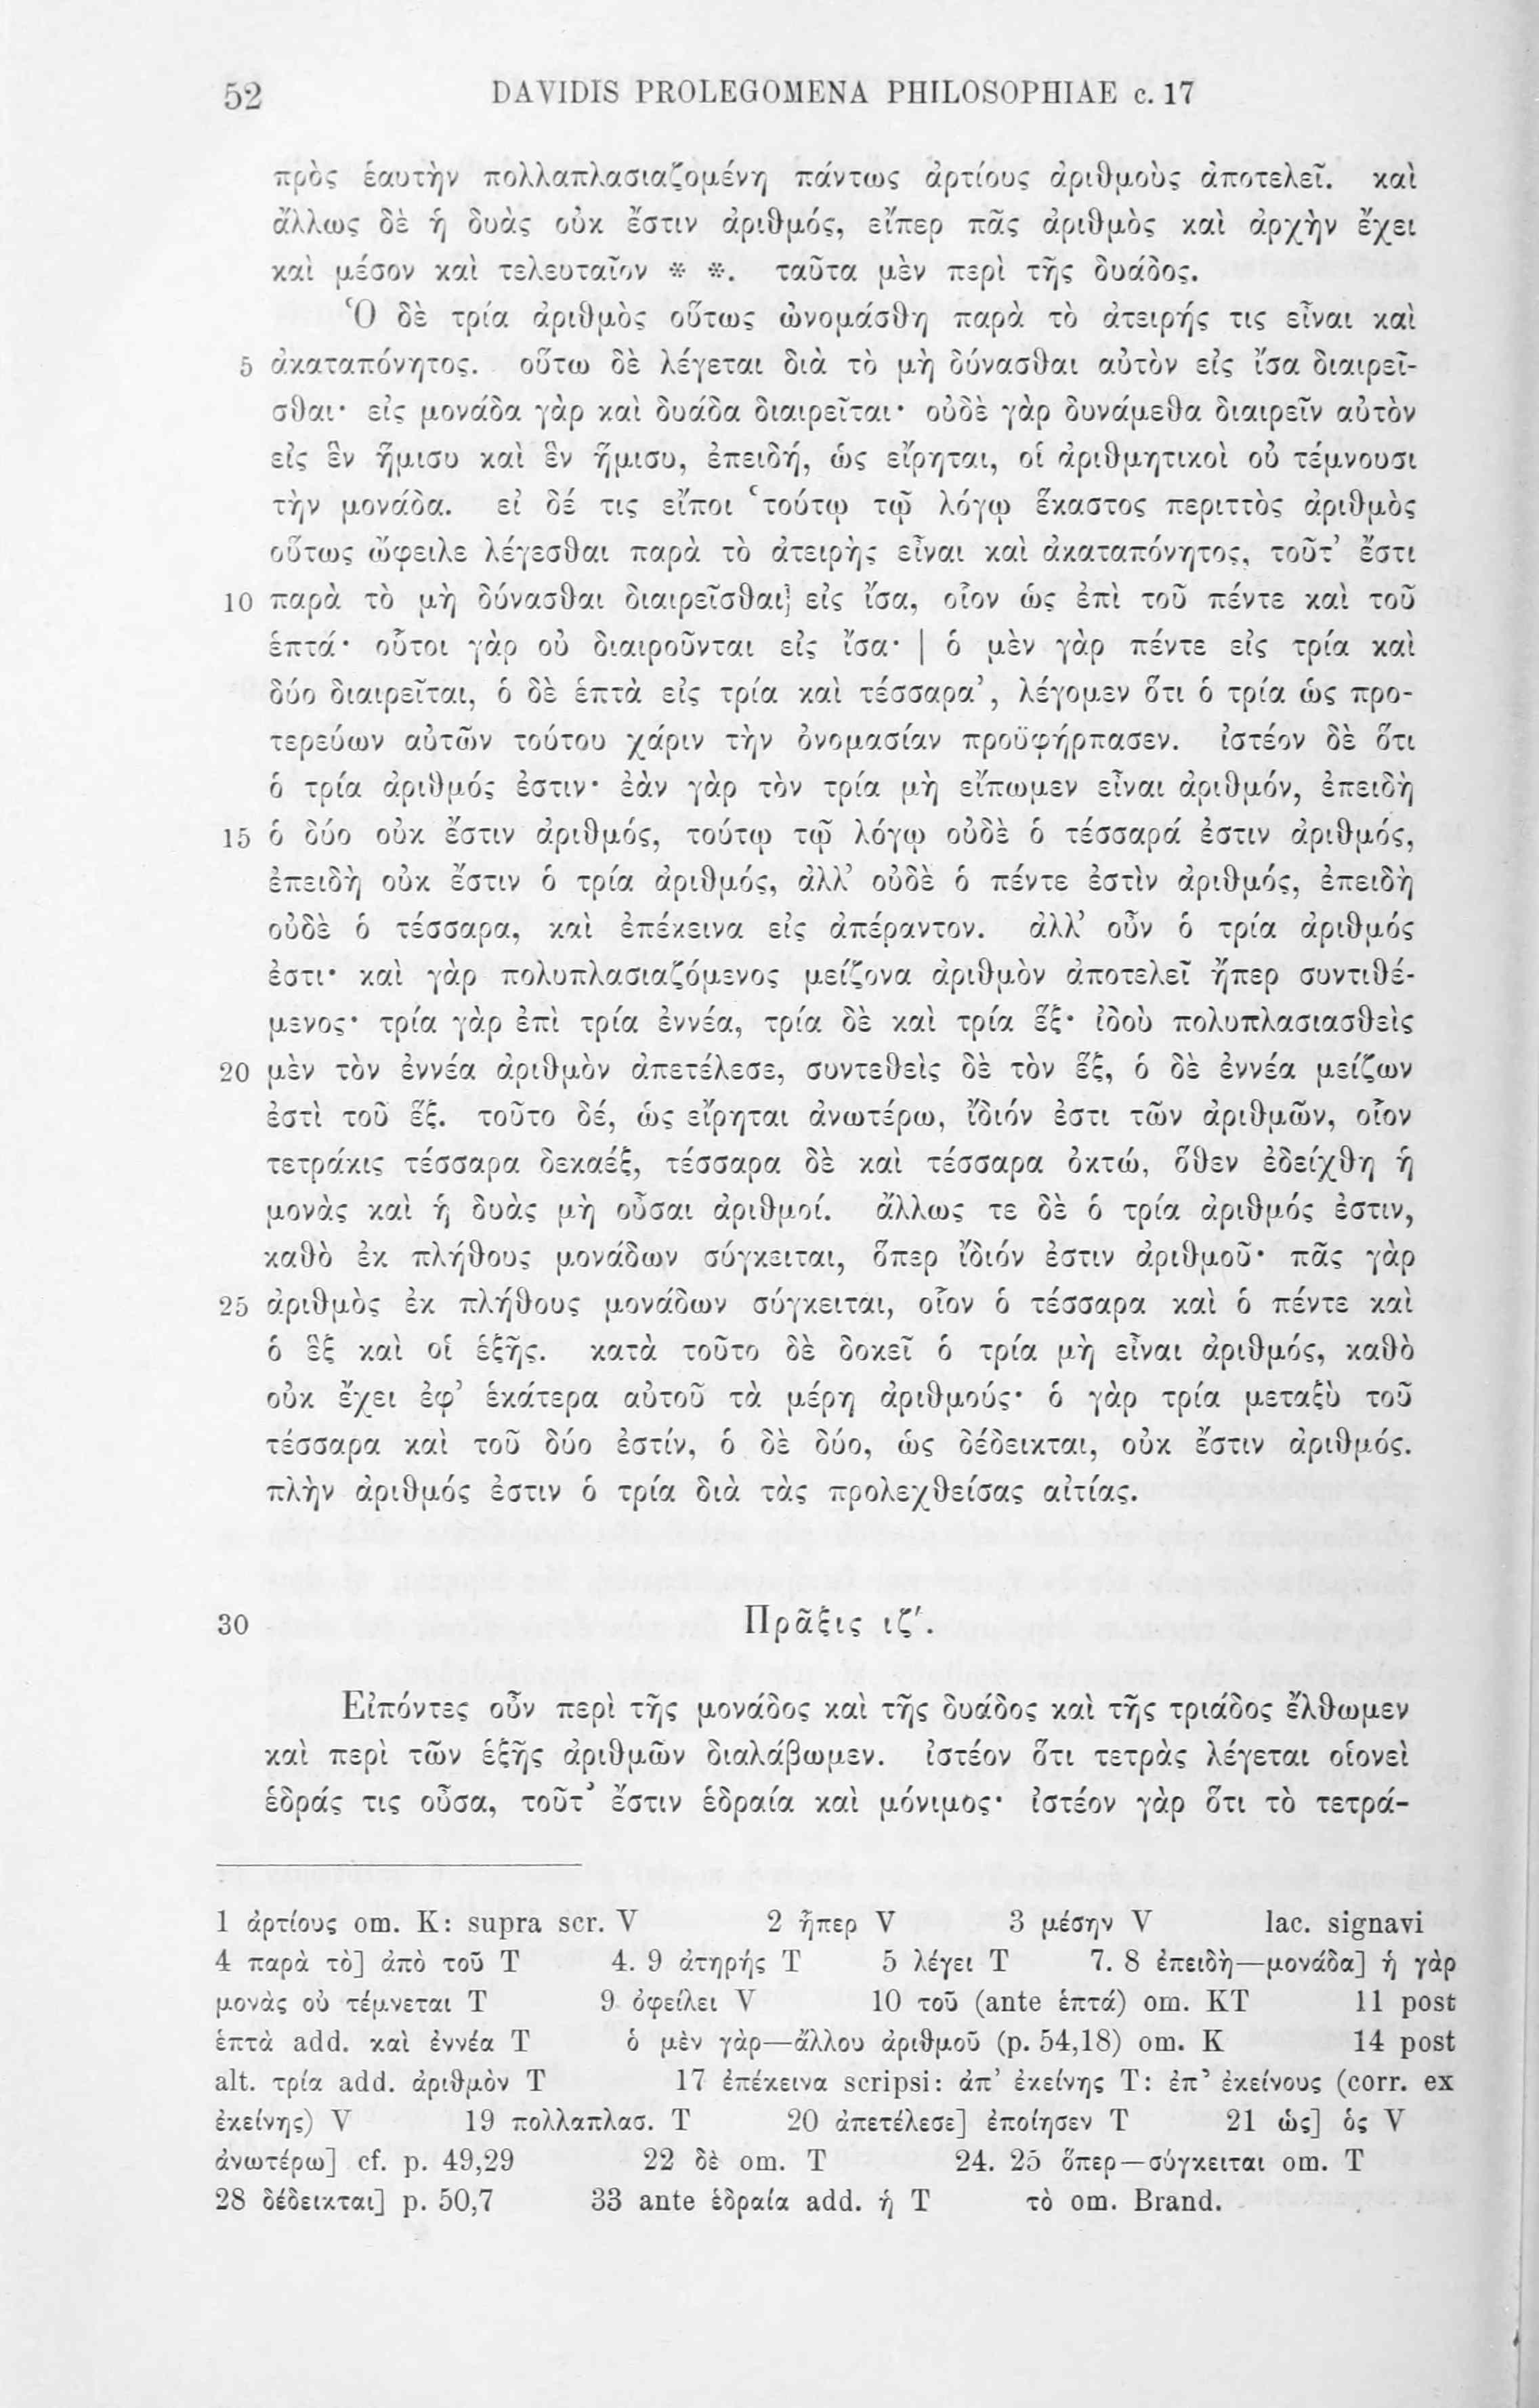 52 DAVIDIS PROLEGOMENA PHILOSOPHIAE c. 17
πρὸς ἑαυτὴν πολλαπλασιαζομένη πάντως ἀρτίους ἀριθμοὺς ἀποτελεῖ. καὶ
ἄλλως δὲ ἡ δυὰς οὐκ ἔστιν ἀριθμός, εἴπερ πᾶς ἀριθμὸς καὶ ἀρχὴν ἔχει
καὶ μέσον καὶ τελευταῖον * *. ταῦτα μὲν περὶ τῆς δυάδος.
Ὁ δὲ τρία ἀριθμὸς οὕτως ὠνομάσθη παρὰ τὸ ἀτειρής τις εἶναι καὶ
5 ἀκαταπόνητος. οὕτω δὲ λέγεται διὰ τὸ μὴ δύνασθαι αὐτὸν εἰς ἴσα διαιρεῖ-
σθαι· εἰς μονάδα γὰρ καὶ δυάδα διαιρεῖται· οὐδὲ γὰρ δυνάμεθα διαιρεῖν αὐτὸν
εἰς ἓν ἥμισυ καὶ ἓν ἥμισυ, ἐπειδή, ὡς εἴρηται, οἱ ἀριθμητικοὶ οὐ τέμνουσι
τὴν μονάδα. εἰ δέ τις εἴποι ‘τούτῳ τῷ λόγῳ ἕκαστος περιττὸς ἀριθμὸς
οὕτως ὤφειλε λέγεσθαι παρὰ τὸ ἀτειρὴς εἶναι καὶ ἀκαταπόνητος, τοῦτ’ ἔστι
10 παρὰ τὸ μὴ δύνασθαι διαιρεῖσθαι] εἰς ἴσα, οἷον ὡς ἐπὶ τοῦ πέντε καὶ τοῦ
ἑπτά· οὗτοι γὰρ οὐ διαιροῦνται εἰς ἴσα· | ὁ μὲν γὰρ πέντε εἰς τρία καὶ
δύο διαιρεῖται, ὁ δὲ ἑπτὰ εἰς τρία καὶ τέσσαρα’, λέγομεν ὅτι ὁ τρία ὡς προ-
τερεύων αὐτῶν τούτου χάριν τὴν ὀνομασίαν προϋφήρπασεν. ἰστέον δὲ ὅτι
ὁ τρία ἀριθμός ἐστιν· ἐὰν γὰρ τὸν τρία μὴ εἴπωμεν εἶναι ἀριθμόν, ἐπειδὴ
15 ὁ δύο οὐκ ἔστιν ἀριθμός, τούτῳ τῷ λόγῳ οὐδὲ ὁ τέσσαρά ἐστιν ἀριθμός,
ἐπειδὴ οὐκ ἔστιν ὁ τρία ἀριθμός, ἀλλ’ οὐδὲ ὁ πέντε ἐστὶν ἀριθμός, ἐπειδὴ
οὐδὲ ὁ τέσσαρα, καὶ ἐπέκεινα εἰς ἀπέραντον. ἀλλ’ οὖν ὁ τρία ἀριθμός
ἐστι· καὶ γὰρ πολυπλασιαζόμενος μείζονα ἀριθμὸν ἀποτελεῖ ἤπερ συντιθέ-
μενος· τρία γὰρ ἐπὶ τρία ἐννέα, τρία δὲ καὶ τρία ἕξ· ἰδοὺ πολυπλασιασθεὶς
20 μὲν τὸν ἐννέα ἀριθμὸν ἀπετέλεσε, συντεθεὶς δὲ τὸν ἕξ, ὁ δὲ ἐννέα μείζων
ἐστὶ τοῦ ἕξ. τοῦτο δέ, ὡς εἴρηται ἀνωτέρω, ἴδιόν ἐστι τῶν ἀριθμῶν, οἷον
τετράκις τέσσαρα δεκαέξ, τέσσαρα δὲ καὶ τέσσαρα ὀκτώ, ὅθεν ἐδείχθη ἡ
μονὰς καὶ ἡ δυὰς μὴ οὖσαι ἀριθμοί. ἄλλως τε δὲ ὁ τρία ἀριθμός ἐστιν,
καθὸ ἐκ πλήθους μονάδων σύγκειται, ὅπερ ἴδιόν ἐστιν ἀριθμοῦ· πᾶς γὰρ
25 ἀριθμὸς ἐκ πλήθους μονάδων σύγκειται, οἷον ὁ τέσσαρα καὶ ὁ πέντε καὶ
ὁ ἓξ καὶ οἱ ἑξῆς. κατὰ τοῦτο δὲ δοκεῖ ὁ τρία μὴ εἶναι ἀριθμός, καθὸ
οὐκ ἔχει ἐφ’ ἑκάτερα αὐτοῦ τὰ μέρη ἀριθμούς· ὁ γὰρ τρία μεταξὺ τοῦ
τέσσαρα καὶ τοῦ δύο ἐστίν, ὁ δὲ δύο, ὡς δέδεικται, οὐκ ἔστιν ἀριθμός.
πλὴν ἀριθμός ἐστιν ὁ τρία διὰ τὰς προλεχθείσας αἰτίας.
30 Πρᾶξις ιζ′.
Εἰπόντες οὖν περὶ τῆς μονάδος καὶ τῆς δυάδος καὶ τῆς τριάδος ἔλθωμεν
καὶ περὶ τῶν ἑξῆς ἀριθμῶν διαλάβωμεν. ἰστέον ὅτι τετρὰς λέγεται οἱονεὶ
ἑδράς τις οὖσα, τοῦτ’ ἔστιν ἑδραία καὶ μόνιμος· ἰστέον γὰρ ὅτι τὸ τετρά-
1 ἀρτίους om. K: supra scr. V 2 ἧπερ V 3 μέσην V lac. signavi
4 παρὰ τὸ] ἀπὸ τοῦ T 4. 9 ἀτηρής T 5 λέγει T 7. 8 ἐπειδὴ—μονάδα] ἡ γὰρ
μονὰς οὐ τέμνεται T 9 ὀφείλει V 10 τοῦ (ante ἑπτά) om. KT 11 post
ἑπτὰ add. καὶ ἐννέα T ὁ μὲν γὰρ—ἄλλου ἀριθμοῦ (p. 54,18) om. K 14 post
alt. τρία add. ἀριθμὸν T 17 ἐπέκεινα scripsi: ἀπ’ ἐκείνης T: ἐπ’ ἐκείνους (corr. ex
ἐκείνης) V 19 πολλαπλασ. T 20 ἀπετέλεσε] ἐποίησεν T 21 ὡς] ὁς V
ἀνωτέρω] cf. p. 49,29 22 δὲ om. T 24. 25 ὅπερ—σύγκειται om. T
28 δέδεικται] p. 50,7 33 ante ἑδραία add. ἡ T τὸ om. Brand.